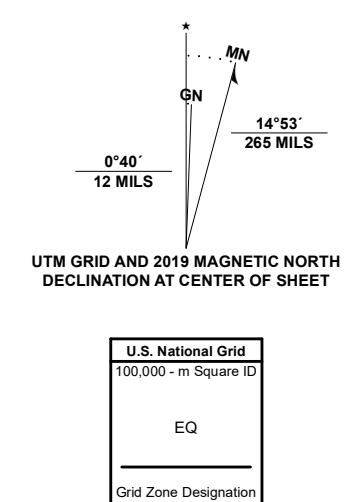 ★
MN
GN
14°53´
265 MILS
0°40´
12 MILS
UTM GRID AND 2019 MAGNETIC NORTH
DECLINATION AT CENTER OF SHEET
U.S. National Grid
100,000 - m Square ID
EQ
Grid Zone Designation